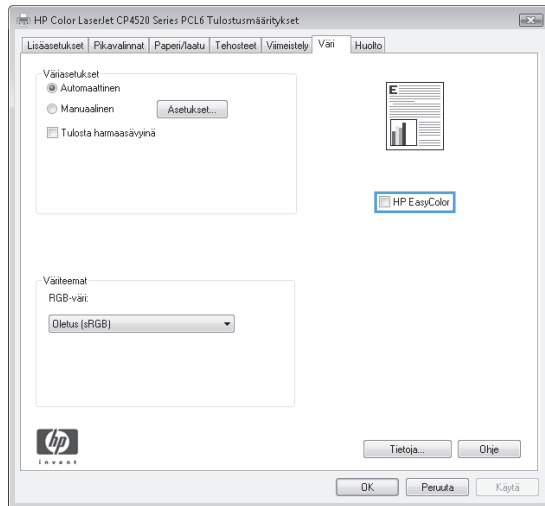 HP Color LaserJet CP4520 Series PCL6 Tulostusmääritykset
Lisäasetukset Pikavalinnat Paperi/laatu Tehosteet Viimeistely Väri Huolto
Väriasetukset
Automaattinen
Manuaalinen Asetukset...
Tulosta harmaasävyinä
E
HP EasyColor
Väriteemat
RGB-väri:
Oletus (sRGB)
hp
invent
Tietoja... Ohje
OK Peruuta Käytä